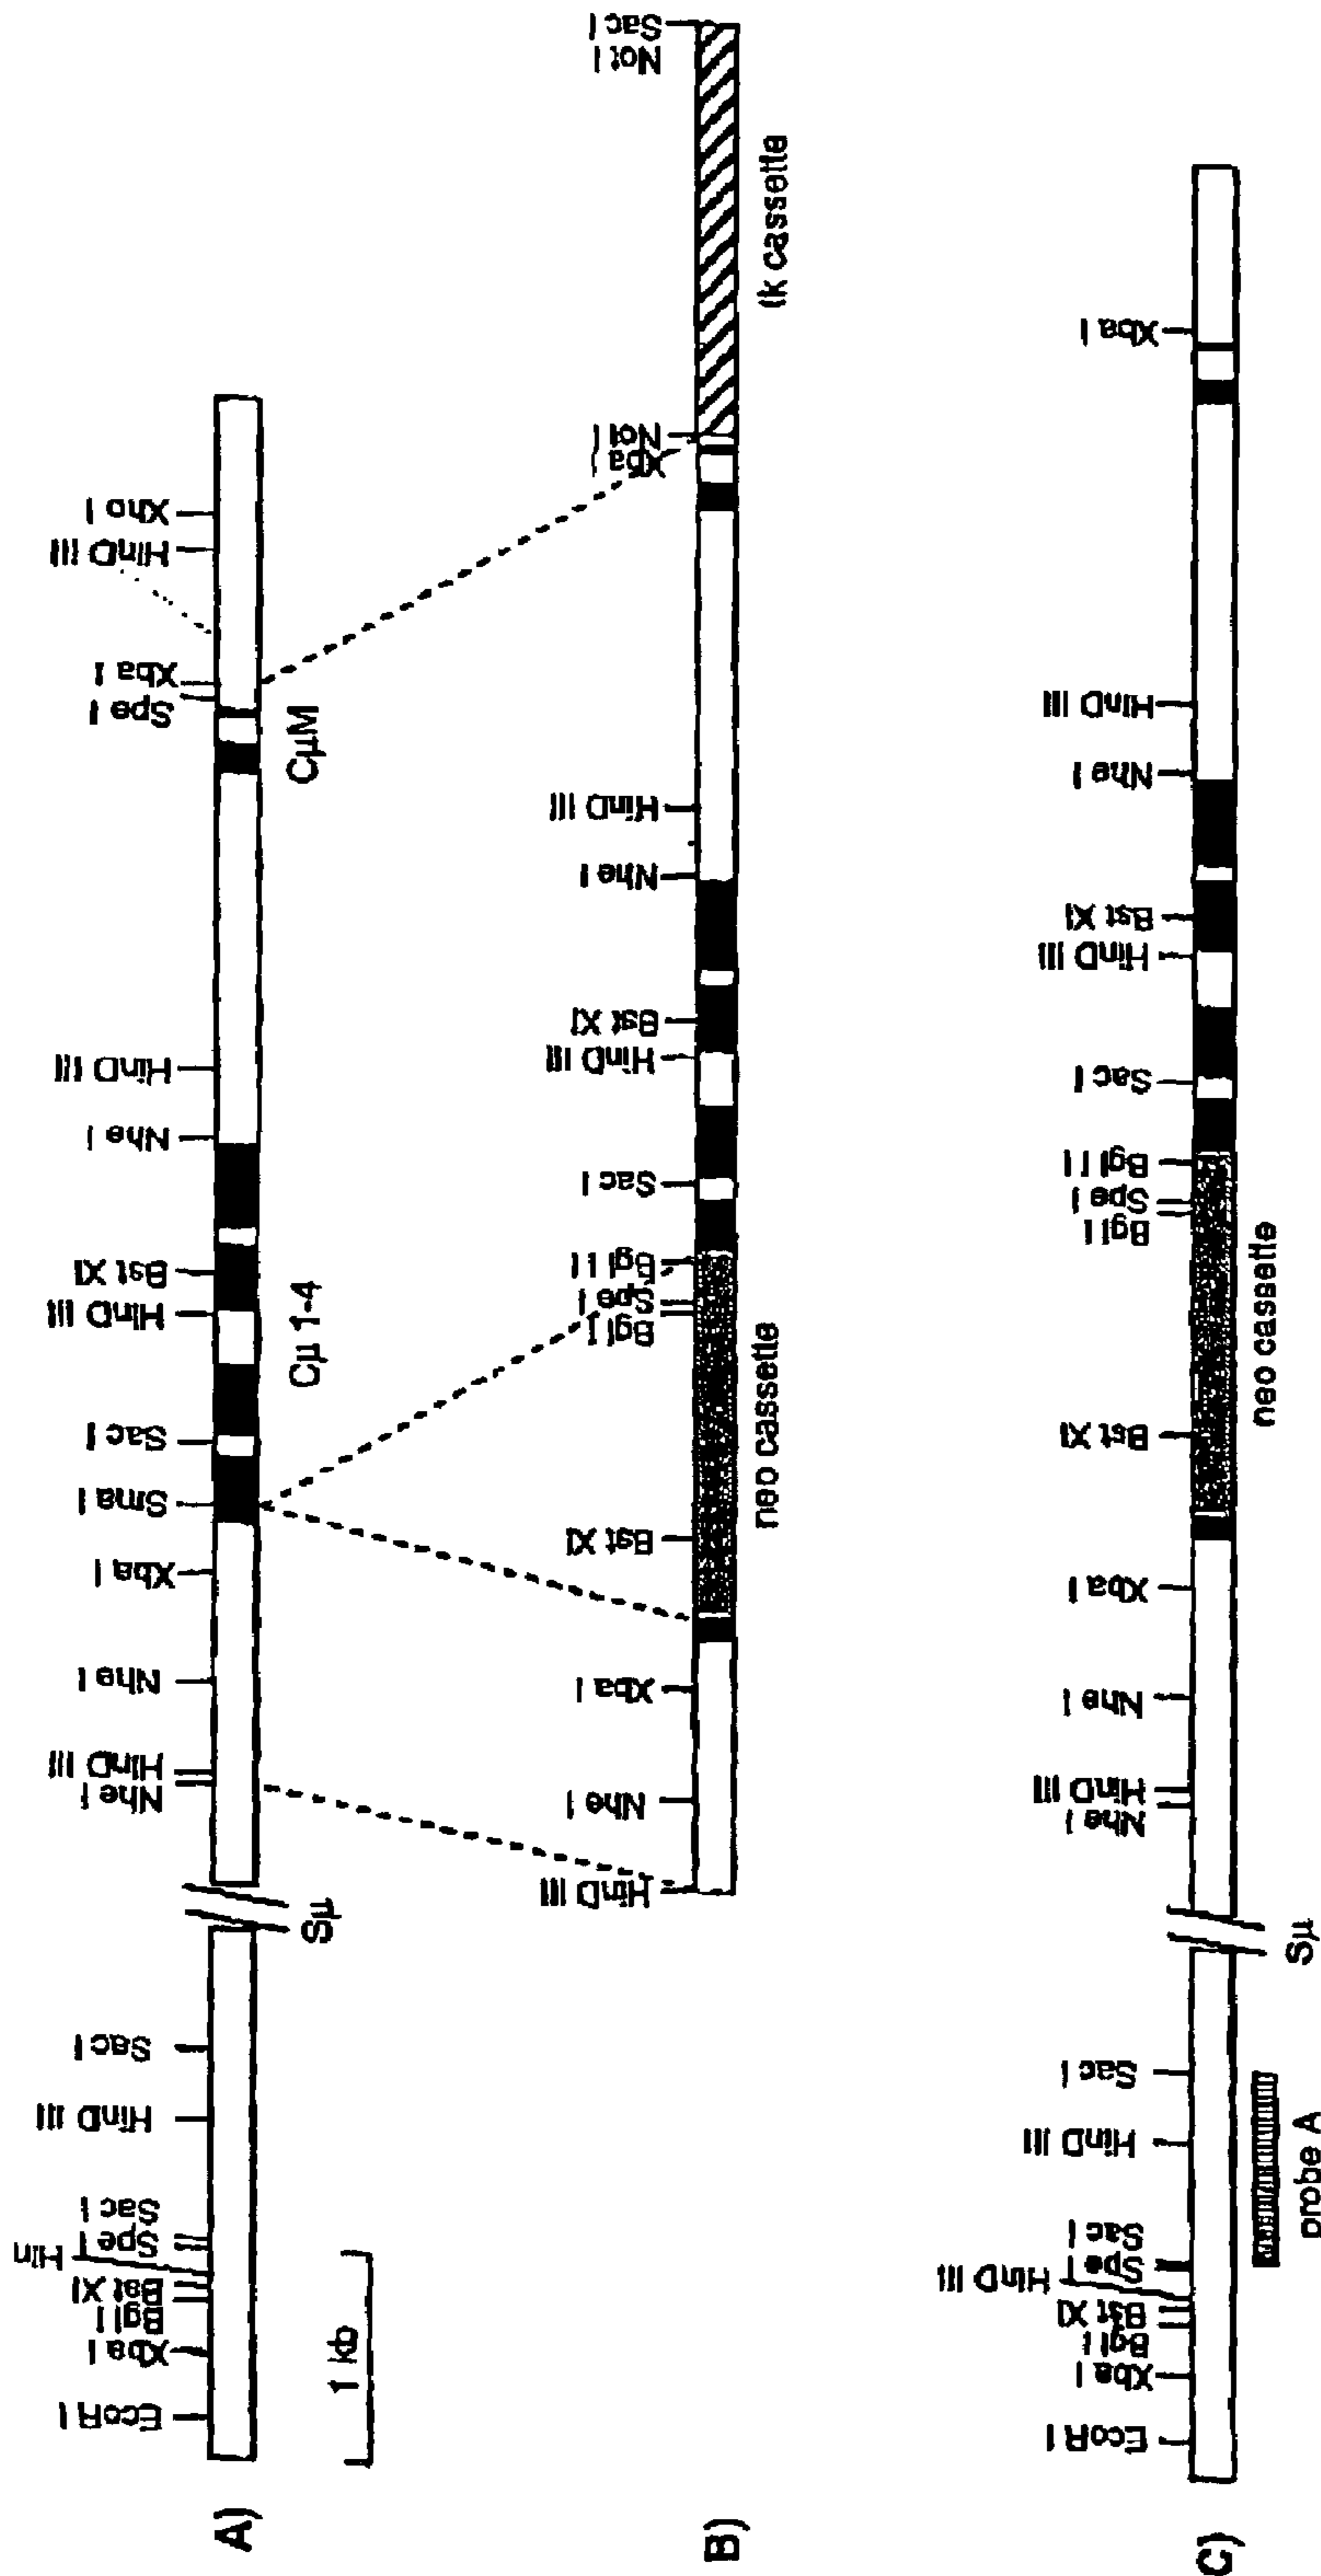 A)
EcoR I
Xba I
Bgl I
Bst XI
Hin
Spe I
Sac I
HinD III
Sac I
Nhe I
HinD III
Nhe I
Xba I
Sma I
Sac I
HinD III
Bst XI
Nhe I
HinD III
Spe I
Xba I
HinD III
Xho I
1 kb
Sμ
Cμ 1-4
CμM
B)
HinD III
Nhe I
Xba I
Bst XI
Bgl I
Spe I
Bgl II
Sac I
HinD III
Bst XI
Nhe I
HinD III
Xba I
Not I
Not I
Sac I
neo cassette
tk cassette
C)
EcoR I
Xba I
Bgl I
Bst XI
HinD III
Spe I
Sac I
HinD III
Sac I
Nhe I
HinD III
Nhe I
Xba I
Bst XI
Bgl I
Spe I
Bgl II
Sac I
HinD III
Bst XI
Nhe I
HinD III
Xba I
probe A
Sμ
neo cassette